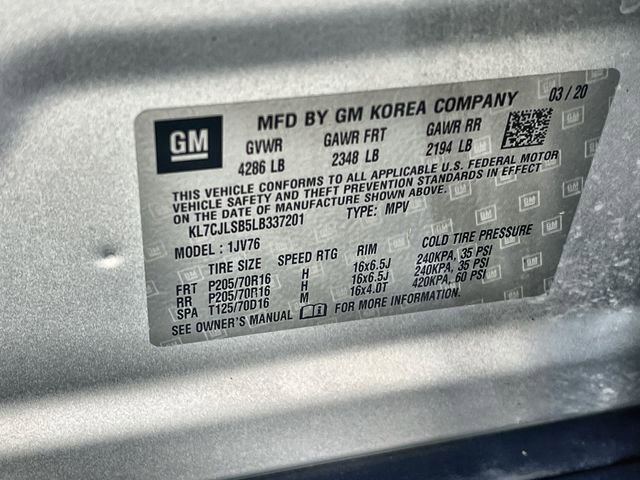 GM
MFD BY GM KOREA COMPANY 03/20
GVWR GAWR FRT GAWR RR
4286 LB 2348 LB 2194 LB
THIS VEHICLE CONFORMS TO ALL APPLICABLE U.S. FEDERAL MOTOR
VEHICLE SAFETY AND THEFT PREVENTION STANDARDS IN EFFECT
ON THE DATE OF MANUFACTURE SHOWN ABOVE.
KL7CJLSB5LB337201 TYPE: MPV
MODEL: 1JV76
TIRE SIZE SPEED RTG RIM COLD TIRE PRESSURE
FRT P205/70R16 H 16x6.5J 240KPA, 35 PSI
RR P205/70R16 H 16x6.5J 240KPA, 35 PSI
SPA T125/70D16 M 16x4.0T 420KPA, 60 PSI
SEE OWNER'S MANUAL FOR MORE INFORMATION.